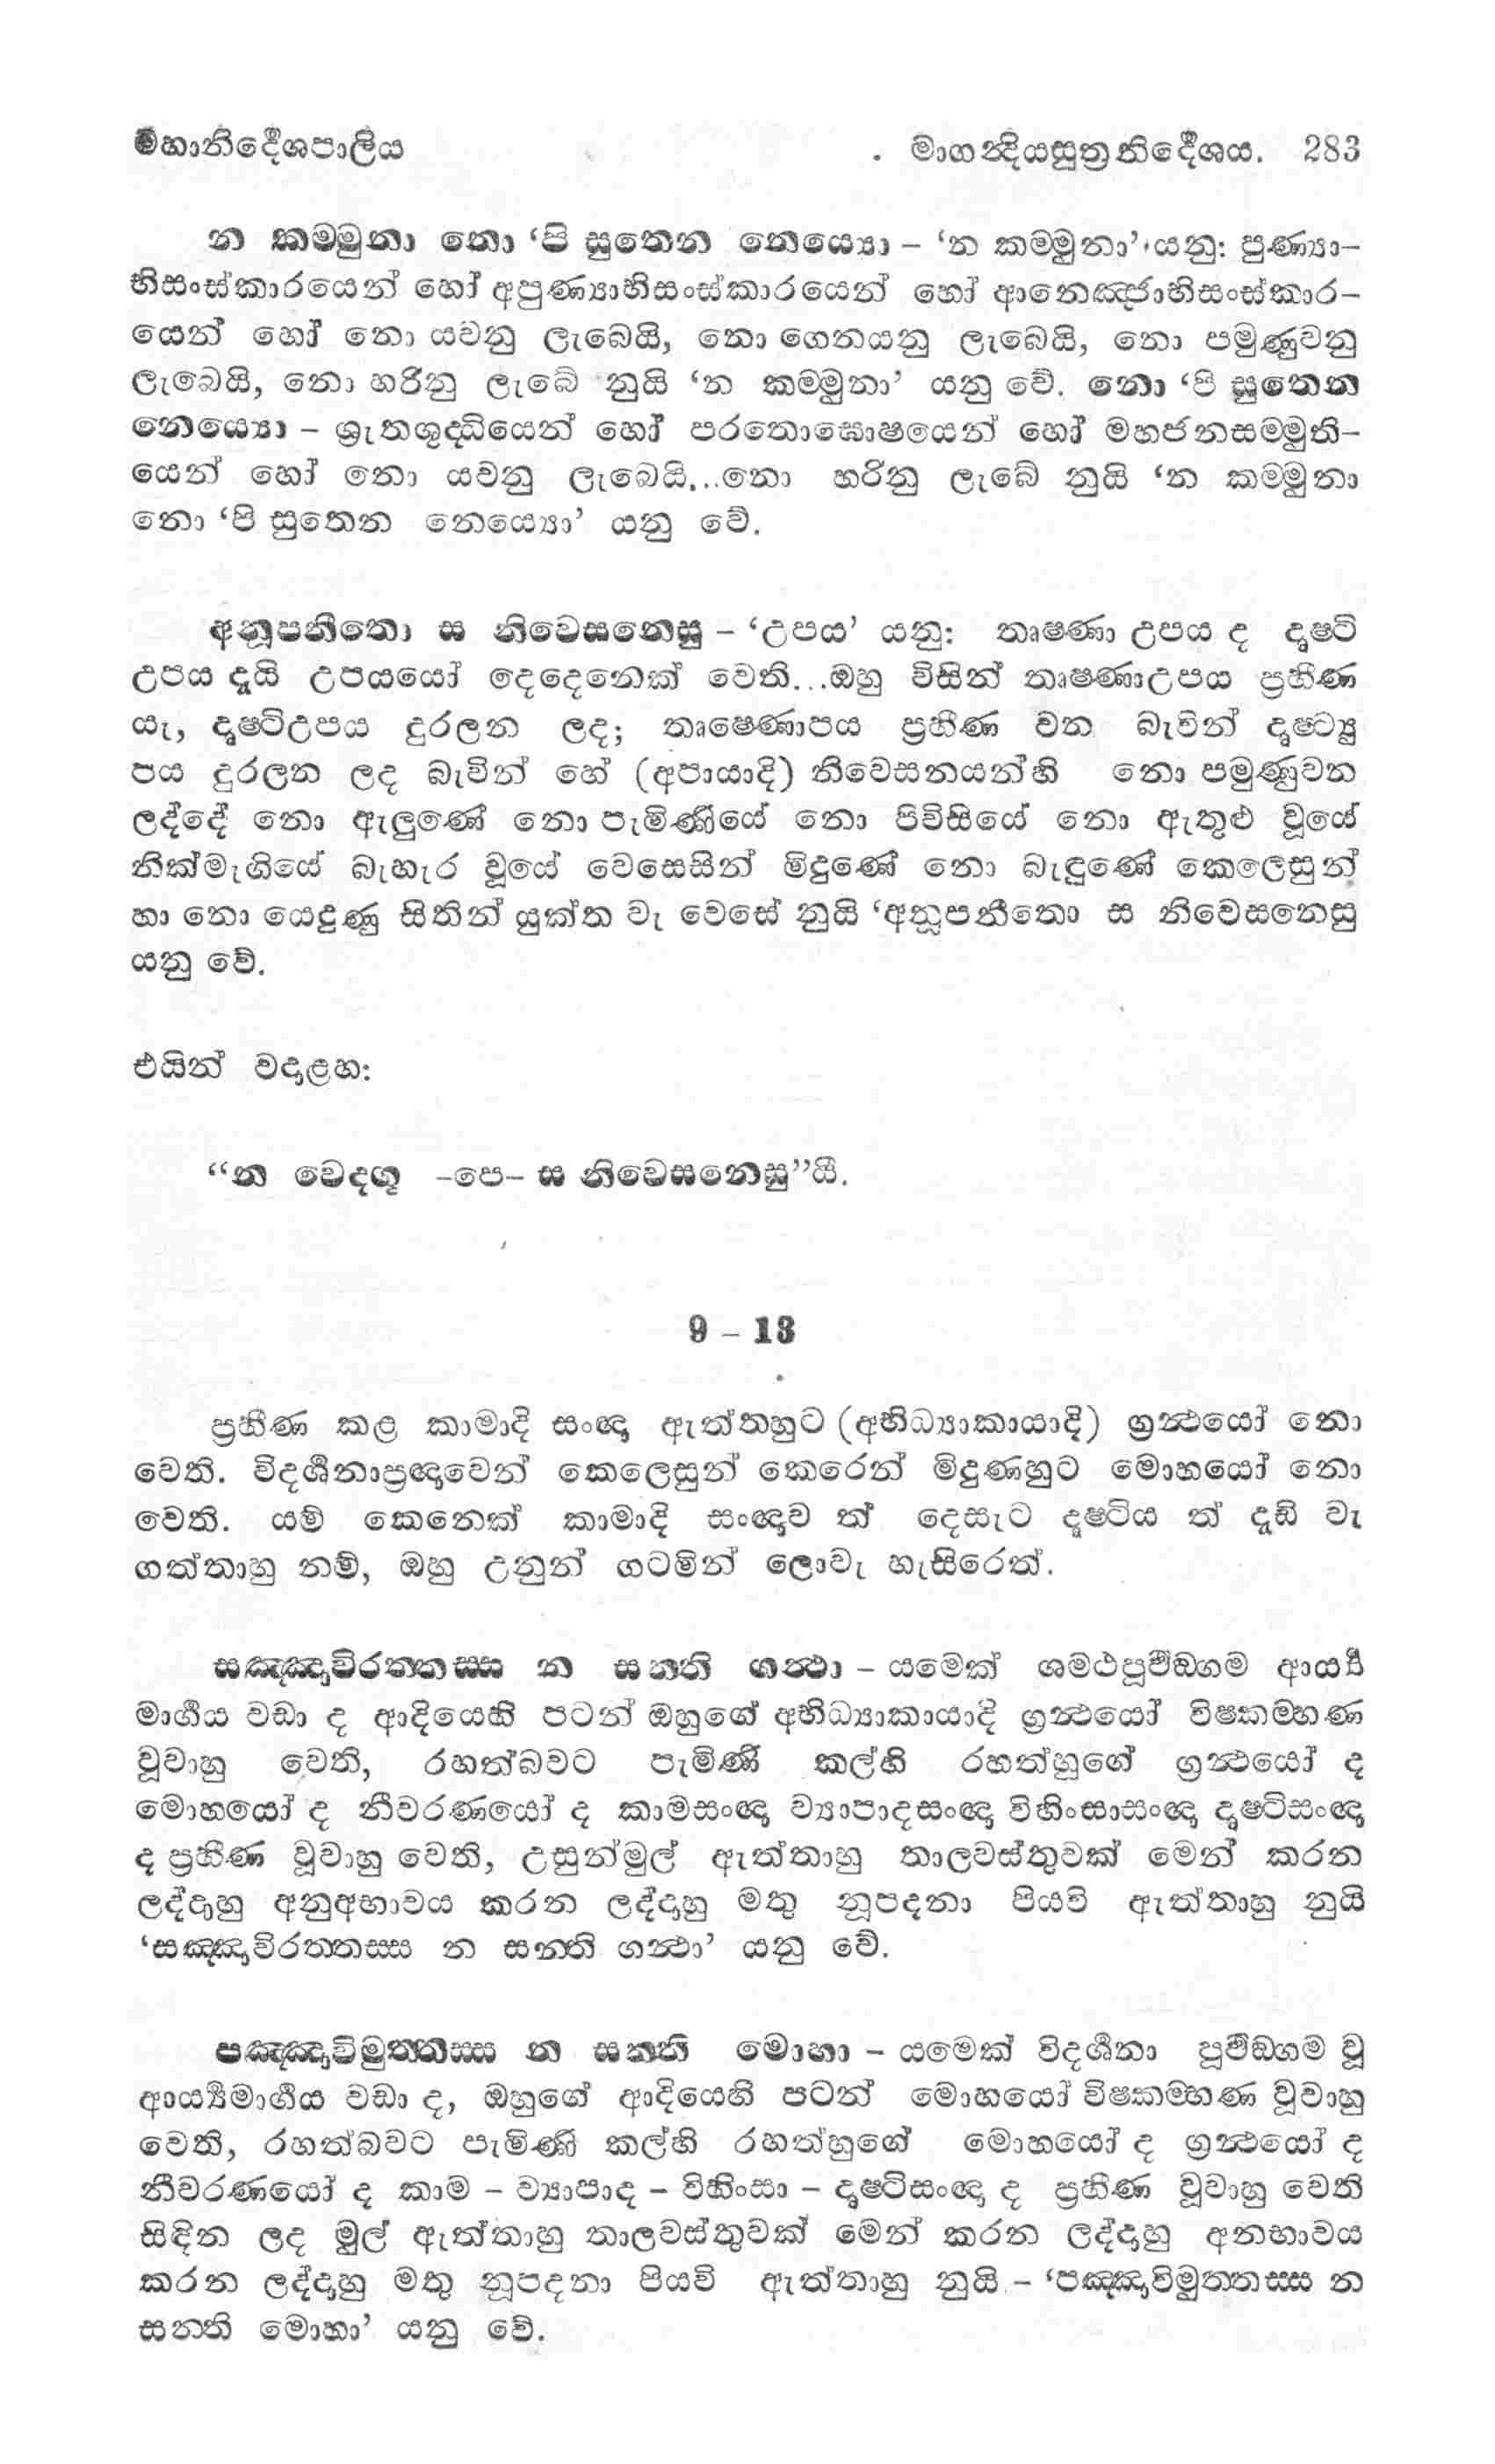 මහානිර්දේශපාලිය මාගන්දියසූත්‍රනිර්දේශය. 283
න කම්මුනා නො ‘පි සුතෙන නෙය්‍යො – ‘න කම්මුනා’ යනු: පුණ්‍යා–
භිසංස්කාරයෙන් හෝ අපුණ්‍යාභිසංස්කාරයෙන් හෝ ආනෙඤ්ජාභිසංස්කාර–
යෙන් හෝ නො යවනු ලැබෙයි, නො ගෙනයනු ලැබෙයි, නො පමුණුවනු
ලැබෙයි, නො හරිනු ලැබේ නුයි ‘න කම්මුනා’ යනු වේ. නො ‘පි සුතෙන
නෙය්‍යො – ශ්‍රුතශුද්ධියෙන් හෝ පරතොඝොෂයෙන් හෝ මහජනසම්මුති–
යෙන් හෝ නො යවනු ලැබෙයි...නො හරිනු ලැබේ නුයි ‘න කම්මුනා
නො ‘පි සුතෙන නෙය්‍යො’ යනු වේ.
අනූපනීතො ස නිවෙසනෙසු – ‘උපය’ යනු: තෘෂ්ණා උපය ද දෘෂ්ටි
උපය දැයි උපයයෝ දෙදෙනෙක් වෙති...ඔහු විසින් තෘෂ්ණාඋපය ප්‍රහීණ
යැ, දෘෂ්ටිඋපය දුරලන ලද; තෘෂ්ණොපය ප්‍රහීණ වන බැවින් දෘෂ්ට්‍යු
පය දුරලන ලද බැවින් හේ (අපායාදි) නිවෙසනයන්හි නො පමුණුවන
ලද්දේ නො ඇලුණේ නො පැමිණියේ නො පිවිසියේ නො ඇතුළු වූයේ
නික්මැගියේ බැහැර වූයේ වෙසෙසින් මිදුණේ නො බැඳුණේ කෙලෙසුන්
හා නො යෙදුණු සිතින් යුක්ත වැ වෙසේ නුයි ‘අනූපනීතො ස නිවෙසනෙසු
යනු වේ.
එයින් වදාළහ:
“න වෙදගූ –පෙ– ස නිවෙසනෙසු”යි.
9 – 13
ප්‍රහීණ කළ කාමාදි සංඥා ඇත්තහුට (අභිධ්‍යාකායාදි) ග්‍රන්ථයෝ නො
වෙති. විදර්ශනාප්‍රඥාවෙන් කෙලෙසුන් කෙරෙන් මිදුණහුට මොහයෝ නො
වෙති. යම් කෙනෙක් කාමාදි සංඥාව ත් දෙසැට දෘෂ්ටිය ත් දැඩි වැ
ගත්තාහු නම්, ඔහු උනුන් ගටමින් ලොවැ හැසිරෙත්.
සඤ්ඤාවිරත්තස්ස න සන්ති ගන්ථා – යමෙක් ශමථපූර්වඞ්ගම ආර්ය්‍ය
මාර්ගය වඩා ද ආදියෙහි පටන් ඔහුගේ අභිධ්‍යාකායාදි ග්‍රන්ථයෝ විෂ්කම්භණ
වූවාහු වෙති, රහත්බවට පැමිණි කල්හි රහත්හුගේ ග්‍රන්ථයෝ ද
මොහයෝ ද නීවරණයෝ ද කාමසංඥා ව්‍යාපාදසංඥා විහිංසාසංඥා දෘෂ්ටිසංඥා
ද ප්‍රහීණ වූවාහු වෙති, උසුන්මුල් ඇත්තාහු තාලවස්තුවක් මෙන් කරන
ලද්දාහු අනුඅභාවය කරන ලද්දාහු මතු නූපදනා පියවි ඇත්තාහු නුයි
‘සඤ්ඤාවිරත්තස්ස න සන්ති ගන්ථා’ යනු වේ.
පඤ්ඤාවිමුත්තස්ස න සන්ති මොහා – යමෙක් විදර්ශනා පූර්වඞ්ගම වූ
ආර්ය්‍යමාර්ගය වඩා ද, ඔහුගේ ආදියෙහි පටන් මොහයෝ විෂ්කම්භණ වූවාහු
වෙති, රහත්බවට පැමිණි කල්හි රහත්හුගේ මොහයෝ ද ග්‍රන්ථයෝ ද
නීවරණයෝ ද කාම – ව්‍යාපාද – විහිංසා – දෘෂ්ටිසංඥා ද ප්‍රහීණ වූවාහු වෙති
සිඳින ලද මුල් ඇත්තාහු තාලවස්තුවක් මෙන් කරන ලද්දාහු අනභාවය
කරන ලද්දාහු මතු නූපදනා පියවි ඇත්තාහු නුයි – ‘පඤ්ඤාවිමුත්තස්ස න
සන්ති මොහා’ යනු වේ.